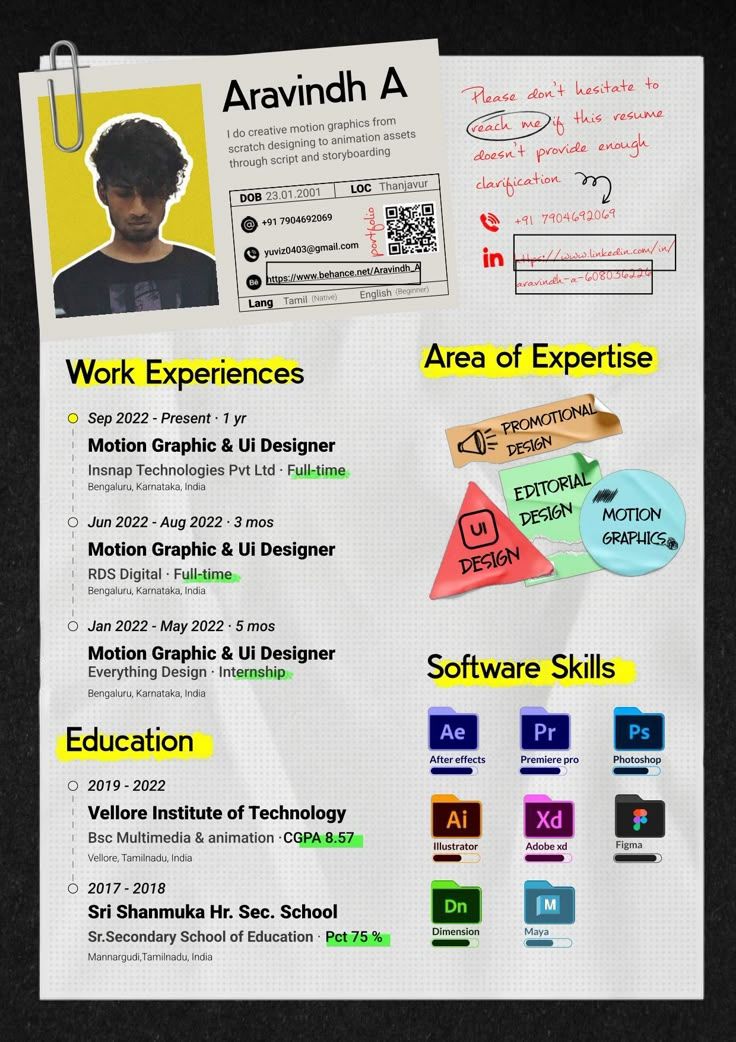 Aravindh A
I do creative motion graphics from
scratch designing to animation assets
through script and storyboarding
DOB 23.01.2001 LOC Thanjavur
@ +91 7904692069
yuviz0403@gmail.com
Bē https://www.behance.net/Aravindh_A
portfolio
Lang Tamil (Native) English (Beginner)
Please don't hesitate to
reach me if this resume
doesn't provide enough
clarification
+91 7904692069
in https://www.linkedin.com/in/
aravindh-a-608036226
Work Experiences
Sep 2022 - Present · 1 yr
Motion Graphic & Ui Designer
Insnap Technologies Pvt Ltd · Full-time
Bengaluru, Karnataka, India
Jun 2022 - Aug 2022 · 3 mos
Motion Graphic & Ui Designer
RDS Digital · Full-time
Bengaluru, Karnataka, India
Jan 2022 - May 2022 · 5 mos
Motion Graphic & Ui Designer
Everything Design · Internship
Bengaluru, Karnataka, India
Education
2019 - 2022
Vellore Institute of Technology
Bsc Multimedia & animation ·CGPA 8.57
Vellore, Tamilnadu, India
2017 - 2018
Sri Shanmuka Hr. Sec. School
Sr.Secondary School of Education · Pct 75 %
Mannargudi,Tamilnadu, India
Area of Expertise
PROMOTIONAL
DESIGN
EDITORIAL
DESIGN
MOTION
GRAPHICS
UI
DESIGN
Software Skills
Ae Pr Ps
After effects Premiere pro Photoshop
Ai Xd
Illustrator Adobe xd Figma
Dn M
Dimension Maya